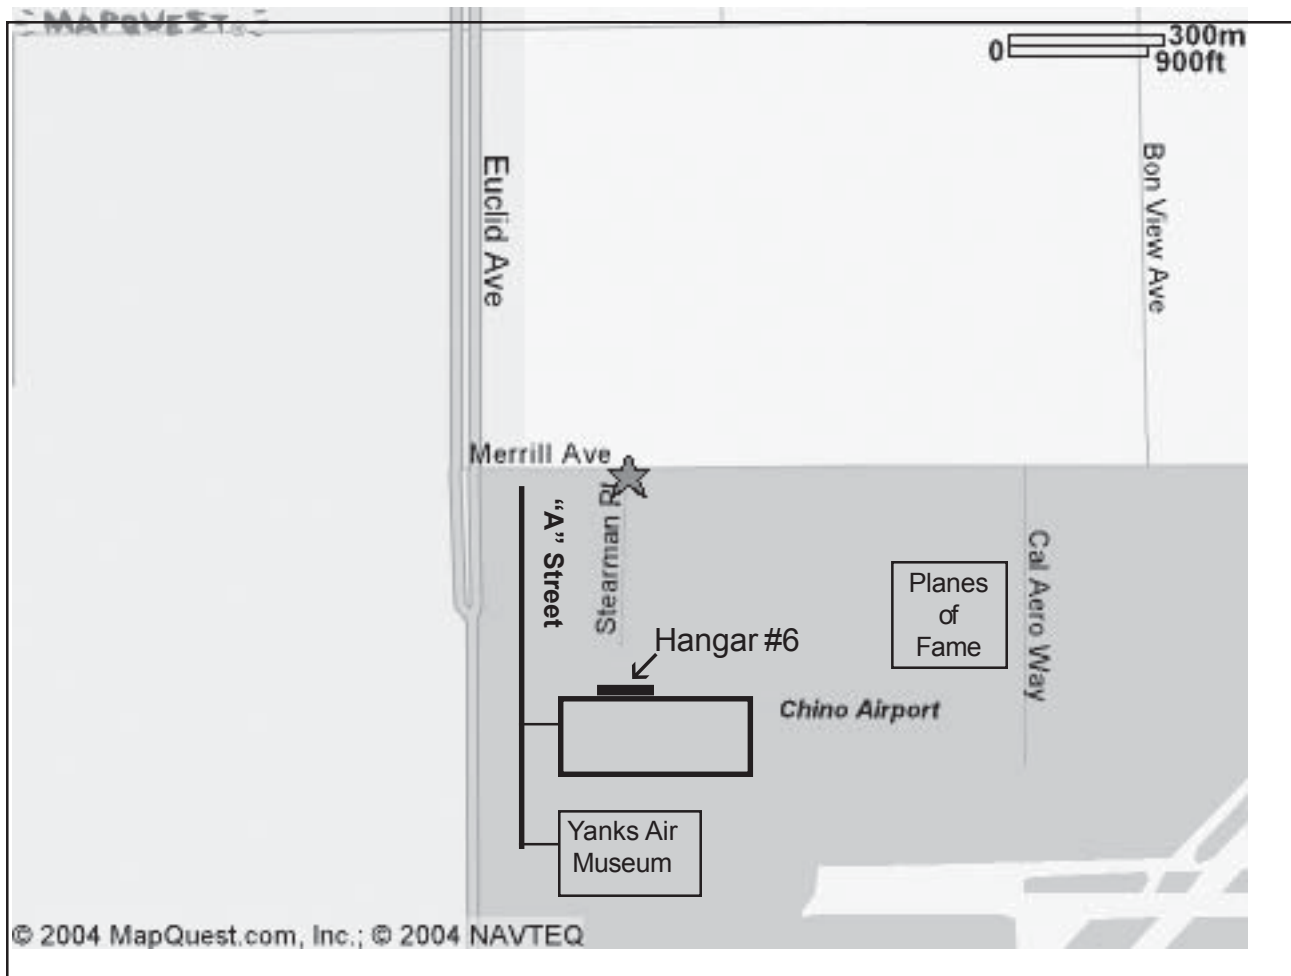 MAPQUEST®
300m
0
900ft
Euclid Ave
Bon View Ave
Merrill Ave
"A" Street
Stearman Pl
Cal Aero Way
Planes
of
Fame
Hangar #6
Chino Airport
Yanks Air
Museum
© 2004 MapQuest.com, Inc.; © 2004 NAVTEQ